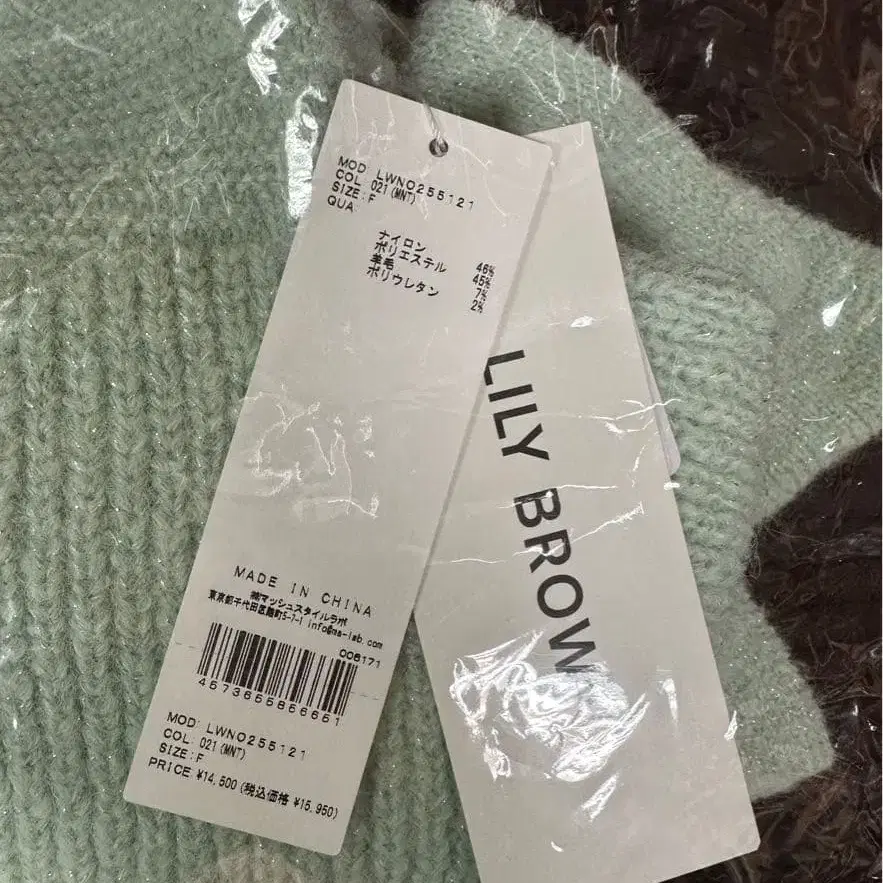 MOD LWNO255121
COL 021(MNT)
SIZE:F
QUA
ナイロン 46%
ポリエステル 45%
羊毛 7%
ポリウレタン 2%
MADE IN CHINA
㈱マッシュスタイルラボ
東京都千代田区麹町5-7-1 info@ms-lab.com
006171
4573655856651
MOD: LWNO255121
COL: 021(MNT)
SIZE:F
PRICE ¥14,500(税込価格 ¥15,950)
LILY BROW